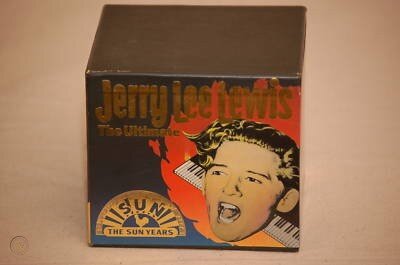 Jerry Lee Lewis
The Ultimate
SUN
THE SUN YEARS